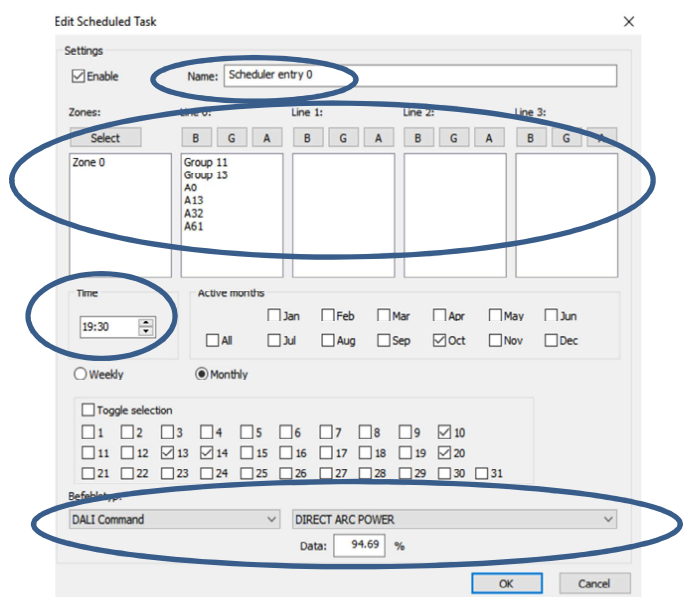 Edit Scheduled Task
Settings
Enable Name: Scheduler entry 0
Zones: Line 0: Line 1: Line 2: Line 3:
Select B G A B G A B G A B G A
Zone 0 Group 11
Group 13
A0
A13
A32
A61
Time Active months
Jan Feb Mar Apr May Jun
19:30
All Jul Aug Sep Oct Nov Dec
Weekly Monthly
Toggle selection
1 2 3 4 5 6 7 8 9 10
11 12 13 14 15 16 17 18 19 20
21 22 23 24 25 26 27 28 29 30 31
Befehlstyp:
DALI Command DIRECT ARC POWER
Data: 94.69 %
OK Cancel